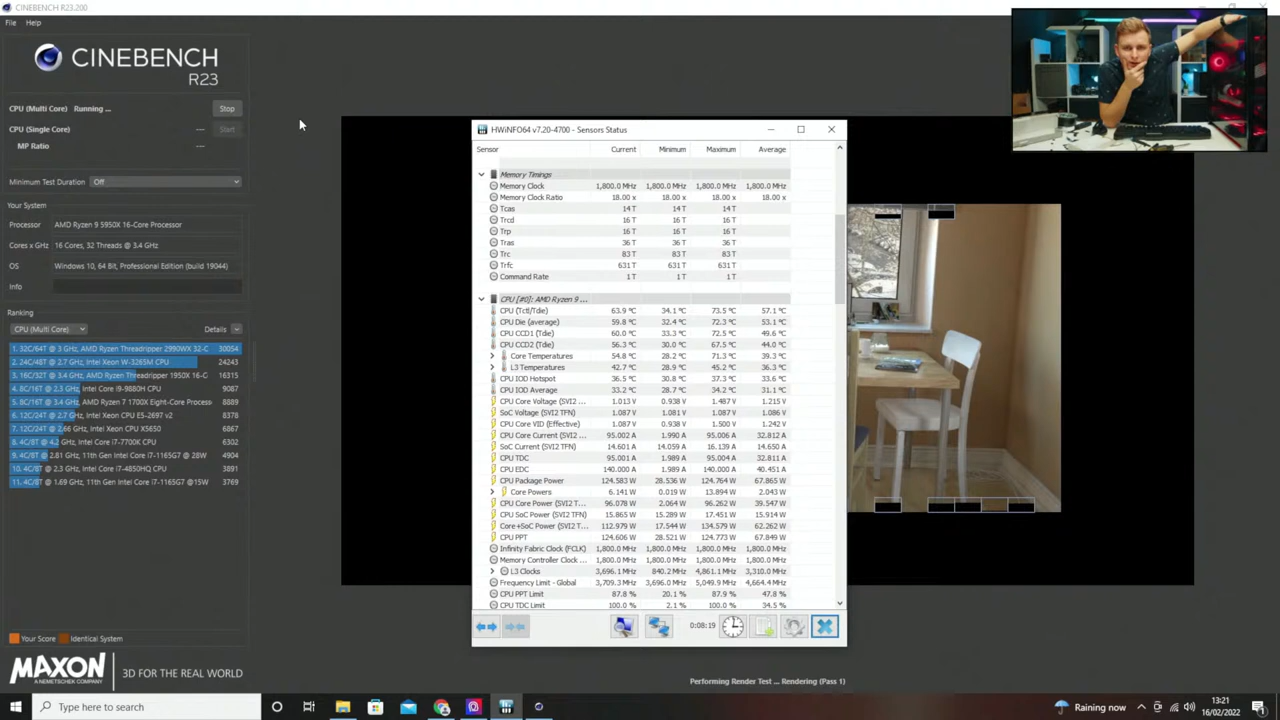 CINEBENCH R23.200
File Help
CINEBENCH
R23
CPU (Multi Core) Running ... Stop
CPU (Single Core) --- Start
MP Ratio ---
Minimum Test Duration Off
Your System
Processor AMD Ryzen 9 5950X 16-Core Processor
Cores x GHz 16 Cores, 32 Threads @ 3.4 GHz
OS Windows 10, 64 Bit, Professional Edition (build 19044)
Info
Ranking
CPU (Multi Core) Details
1. 32C/64T @ 3 GHz, AMD Ryzen Threadripper 2990WX 32-C 30054
2. 24C/48T @ 2.7 GHz, Intel Xeon W-3265M CPU 24243
3. 16C/32T @ 3.4 GHz, AMD Ryzen Threadripper 1950X 16-C 16315
4. 8C/16T @ 2.3 GHz, Intel Core i9-9880H CPU 9087
5. 8C/16T @ 3.4 GHz, AMD Ryzen 7 1700X Eight-Core Proces 8889
6. 12C/24T @ 2.7 GHz, Intel Xeon CPU E5-2697 v2 8378
7. 12C/24T @ 2.66 GHz, Intel Xeon CPU X5650 6867
8. 4C/8T @ 4.2 GHz, Intel Core i7-7700K CPU 6302
9. 4C/8T @ 2.81 GHz, 11th Gen Intel Core i7-1165G7 @ 28W 4904
10. 4C/8T @ 2.3 GHz, Intel Core i7-4850HQ CPU 3891
11. 4C/8T @ 1.69 GHz, 11th Gen Intel Core i7-1165G7 @15W 3769
Your Score Identical System
MAXON
A NEMETSCHEK COMPANY
3D FOR THE REAL WORLD
HWiNFO64 v7.20-4700 - Sensors Status
Sensor Current Minimum Maximum Average
Memory Timings
Memory Clock 1,800.0 MHz 1,800.0 MHz 1,800.0 MHz 1,800.0 MHz
Memory Clock Ratio 18.00 x 18.00 x 18.00 x 18.00 x
Tcas 14 T 14 T 14 T
Trcd 16 T 16 T 16 T
Trp 16 T 16 T 16 T
Tras 36 T 36 T 36 T
Trc 83 T 83 T 83 T
Trfc 631 T 631 T 631 T
Command Rate 1 T 1 T 1 T
CPU [#0]: AMD Ryzen 9 ...
CPU (Tctl/Tdie) 63.9 °C 34.1 °C 73.5 °C 57.1 °C
CPU Die (average) 59.8 °C 32.4 °C 72.3 °C 53.1 °C
CPU CCD1 (Tdie) 60.0 °C 33.3 °C 72.5 °C 49.6 °C
CPU CCD2 (Tdie) 56.3 °C 30.0 °C 67.5 °C 44.0 °C
Core Temperatures 54.8 °C 28.2 °C 71.3 °C 39.3 °C
L3 Temperatures 42.7 °C 28.9 °C 45.2 °C 36.3 °C
CPU IOD Hotspot 36.5 °C 30.8 °C 37.3 °C 33.6 °C
CPU IOD Average 33.2 °C 28.7 °C 34.2 °C 31.1 °C
CPU Core Voltage (SVI2 ... 1.013 V 0.938 V 1.487 V 1.215 V
SoC Voltage (SVI2 TFN) 1.087 V 1.081 V 1.087 V 1.086 V
CPU Core VID (Effective) 1.087 V 0.938 V 1.500 V 1.242 V
CPU Core Current (SVI2 ... 95.002 A 1.990 A 95.006 A 32.812 A
SoC Current (SVI2 TFN) 14.601 A 14.059 A 16.139 A 14.650 A
CPU TDC 95.001 A 1.989 A 95.004 A 32.811 A
CPU EDC 140.000 A 1.989 A 140.000 A 40.451 A
CPU Package Power 124.583 W 28.536 W 124.764 W 67.865 W
Core Powers 6.141 W 0.019 W 13.894 W 2.043 W
CPU Core Power (SVI2 T... 96.078 W 2.064 W 96.262 W 39.547 W
CPU SoC Power (SVI2 TFN) 15.865 W 15.289 W 17.451 W 15.914 W
Core+SoC Power (SVI2 T... 112.979 W 17.544 W 134.579 W 62.262 W
CPU PPT 124.606 W 28.521 W 124.773 W 67.849 W
Infinity Fabric Clock (FCLK) 1,800.0 MHz 1,800.0 MHz 1,800.0 MHz 1,800.0 MHz
Memory Controller Clock ... 1,800.0 MHz 1,800.0 MHz 1,800.0 MHz 1,800.0 MHz
L3 Clocks 3,696.1 MHz 840.2 MHz 4,861.1 MHz 3,310.0 MHz
Frequency Limit - Global 3,709.3 MHz 3,696.0 MHz 5,049.9 MHz 4,664.4 MHz
CPU PPT Limit 87.8 % 20.1 % 87.9 % 47.8 %
CPU TDC Limit 100.0 % 2.1 % 100.0 % 34.5 %
0:08:19
Performing Render Test ... Rendering (Pass 1)
Type here to search
Raining now
13:21
16/02/2022